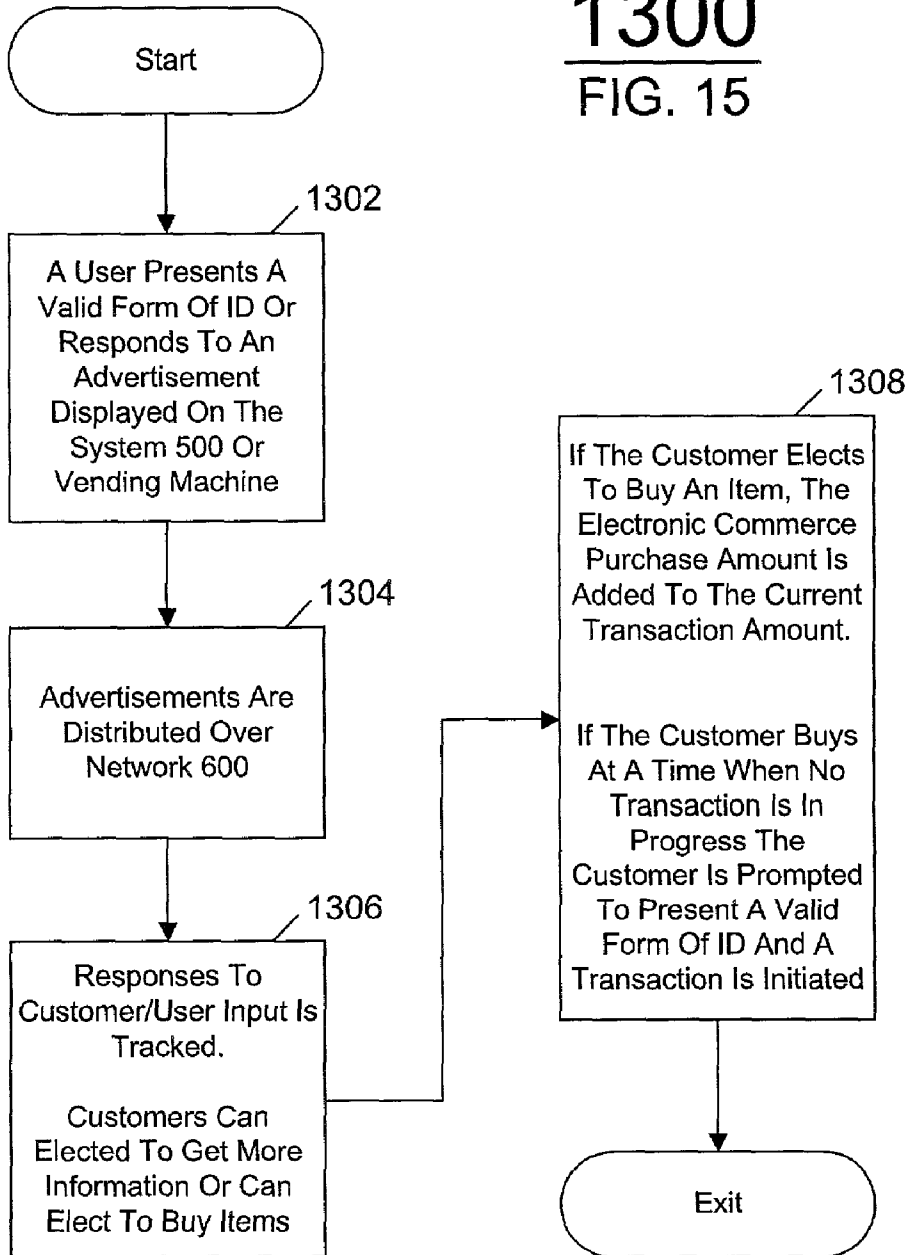 1300
FIG. 15
Start
1302
A User Presents A
Valid Form Of ID Or
Responds To An
Advertisement
Displayed On The
System 500 Or
Vending Machine
1304
Advertisements Are
Distributed Over
Network 600
1306
Responses To
Customer/User Input Is
Tracked.
Customers Can
Elected To Get More
Information Or Can
Elect To Buy Items
1308
If The Customer Elects
To Buy An Item, The
Electronic Commerce
Purchase Amount Is
Added To The Current
Transaction Amount.
If The Customer Buys
At A Time When No
Transaction Is In
Progress The
Customer Is Prompted
To Present A Valid
Form Of ID And A
Transaction Is Initiated
Exit